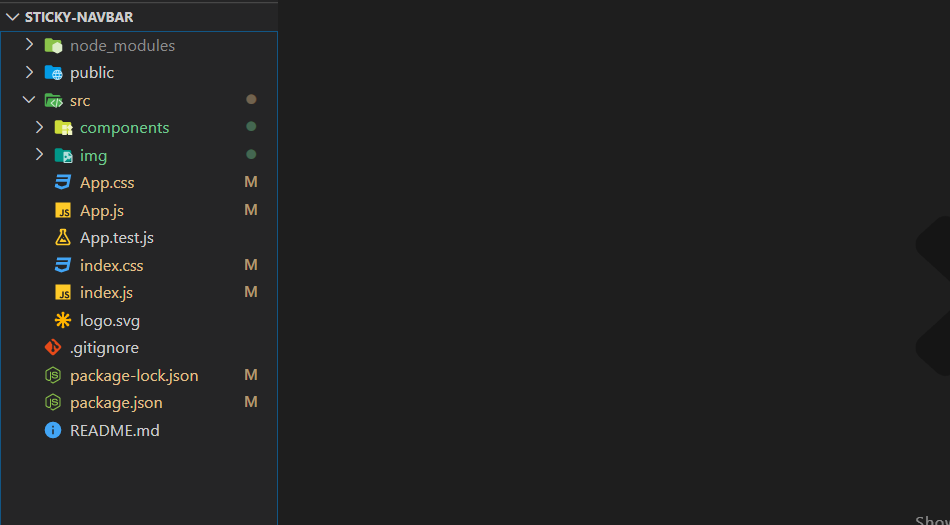 STICKY-NAVBAR
node_modules
public
src
components
img
App.css M
App.js M
App.test.js
index.css M
index.js M
logo.svg
.gitignore
package-lock.json M
package.json M
README.md